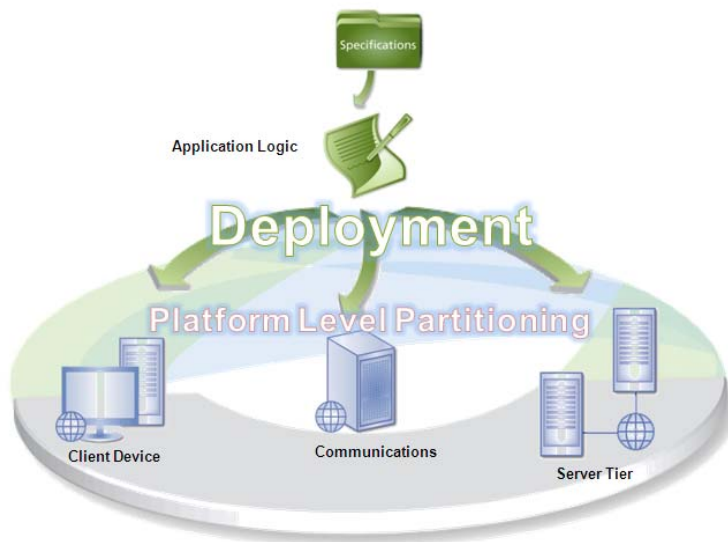 Specifications
Application Logic
Deployment
Platform Level Partitioning
Client Device
Communications
Server Tier